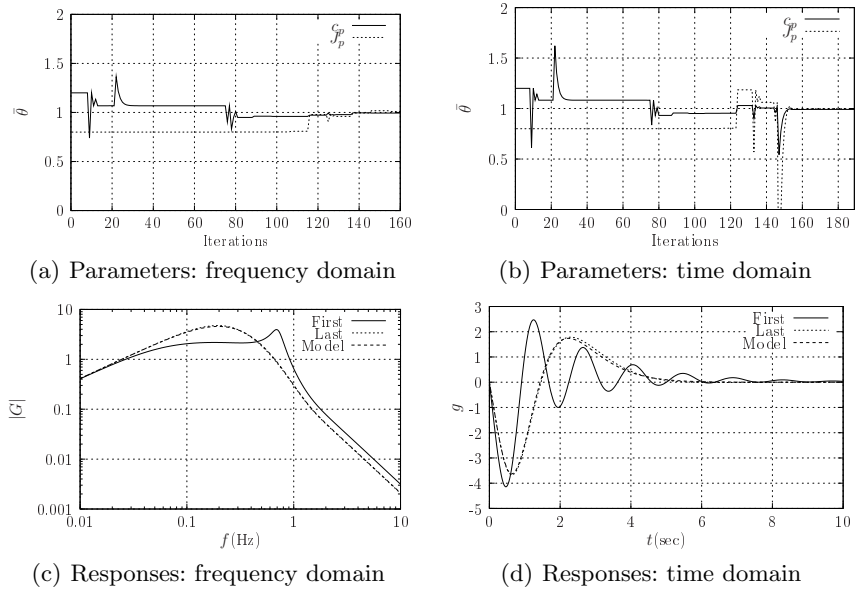 2
1.5
1
0.5
0
θ̄
c_p
J_p
0 20 40 60 80 100 120 140 160
Iterations
(a) Parameters: frequency domain
2
1.5
1
0.5
0
θ̄
c_p
J_p
0 20 40 60 80 100 120 140 160 180
Iterations
(b) Parameters: time domain
10
1
0.1
0.01
0.001
|G|
First
Last
Model
0.01 0.1 1 10
f(Hz)
(c) Responses: frequency domain
3
2
1
0
-1
-2
-3
-4
-5
g
First
Last
Model
0 2 4 6 8 10
t(sec)
(d) Responses: time domain